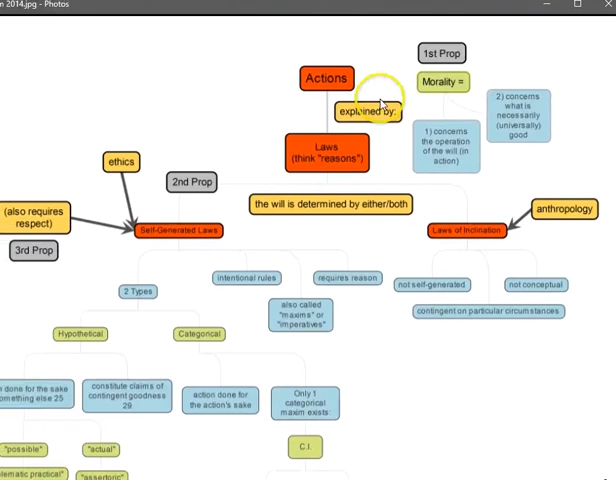 2014.jpg - Photos
1st Prop
Actions
Morality =
explained by:
2) concerns
what is
necessarily
(universally)
good
1) concerns
the operation
of the will (in
action)
Laws
(think "reasons")
ethics
2nd Prop
the will is determined by either/both
(also requires
respect)
anthropology
Self-Generated Laws
Laws of Inclination
3rd Prop
intentional rules
requires reason
not self-generated
not conceptual
2 Types
also called
"maxims" or
"imperatives"
contingent on particular circumstances
Hypothetical
Categorical
done for the sake
25
constitute claims of
contingent goodness
29
action done for
the action's sake
Only 1
categorical
maxim exists:
"possible"
"actual"
C.I.
practical"
"assertoric